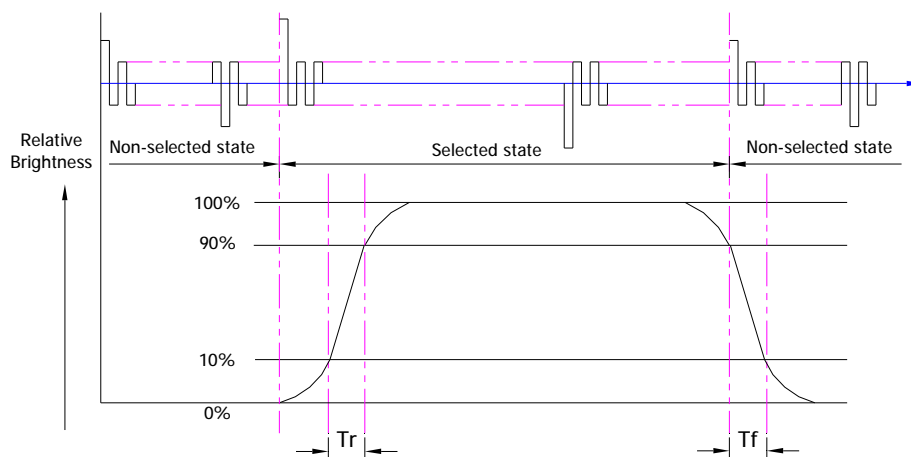 Relative
Brightness
Non-selected state
Selected state
Non-selected state
100%
90%
10%
0%
Tr
Tf